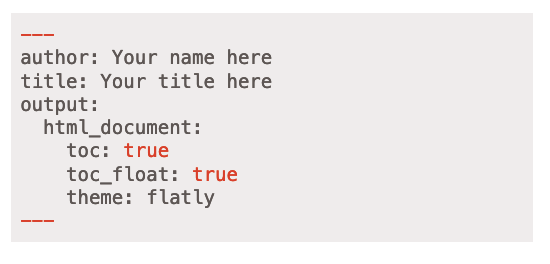 ---
author: Your name here
title: Your title here
output:
  html_document:
    toc: true
    toc_float: true
    theme: flatly
---